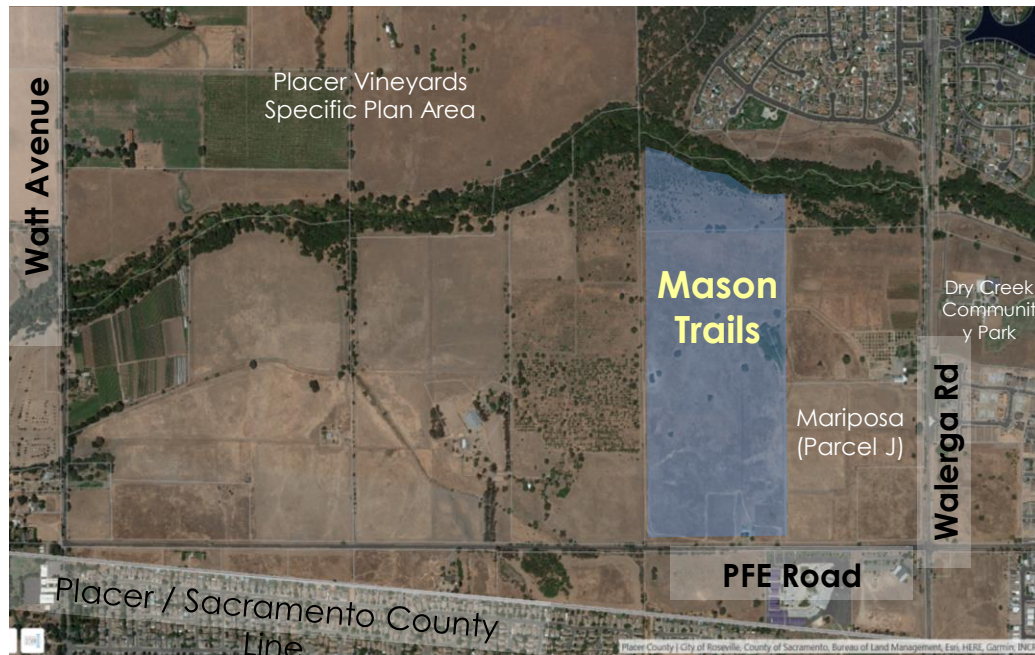 Placer Vineyards
Specific Plan Area
Watt Avenue
Mason
Trails
Dry Creek
Communit
y Park
Mariposa
(Parcel J)
Walerga Rd
PFE Road
Placer / Sacramento County
Line
Placer County | City of Roseville, County of Sacramento, Bureau of Land Management, Esri, HERE, Garmin,